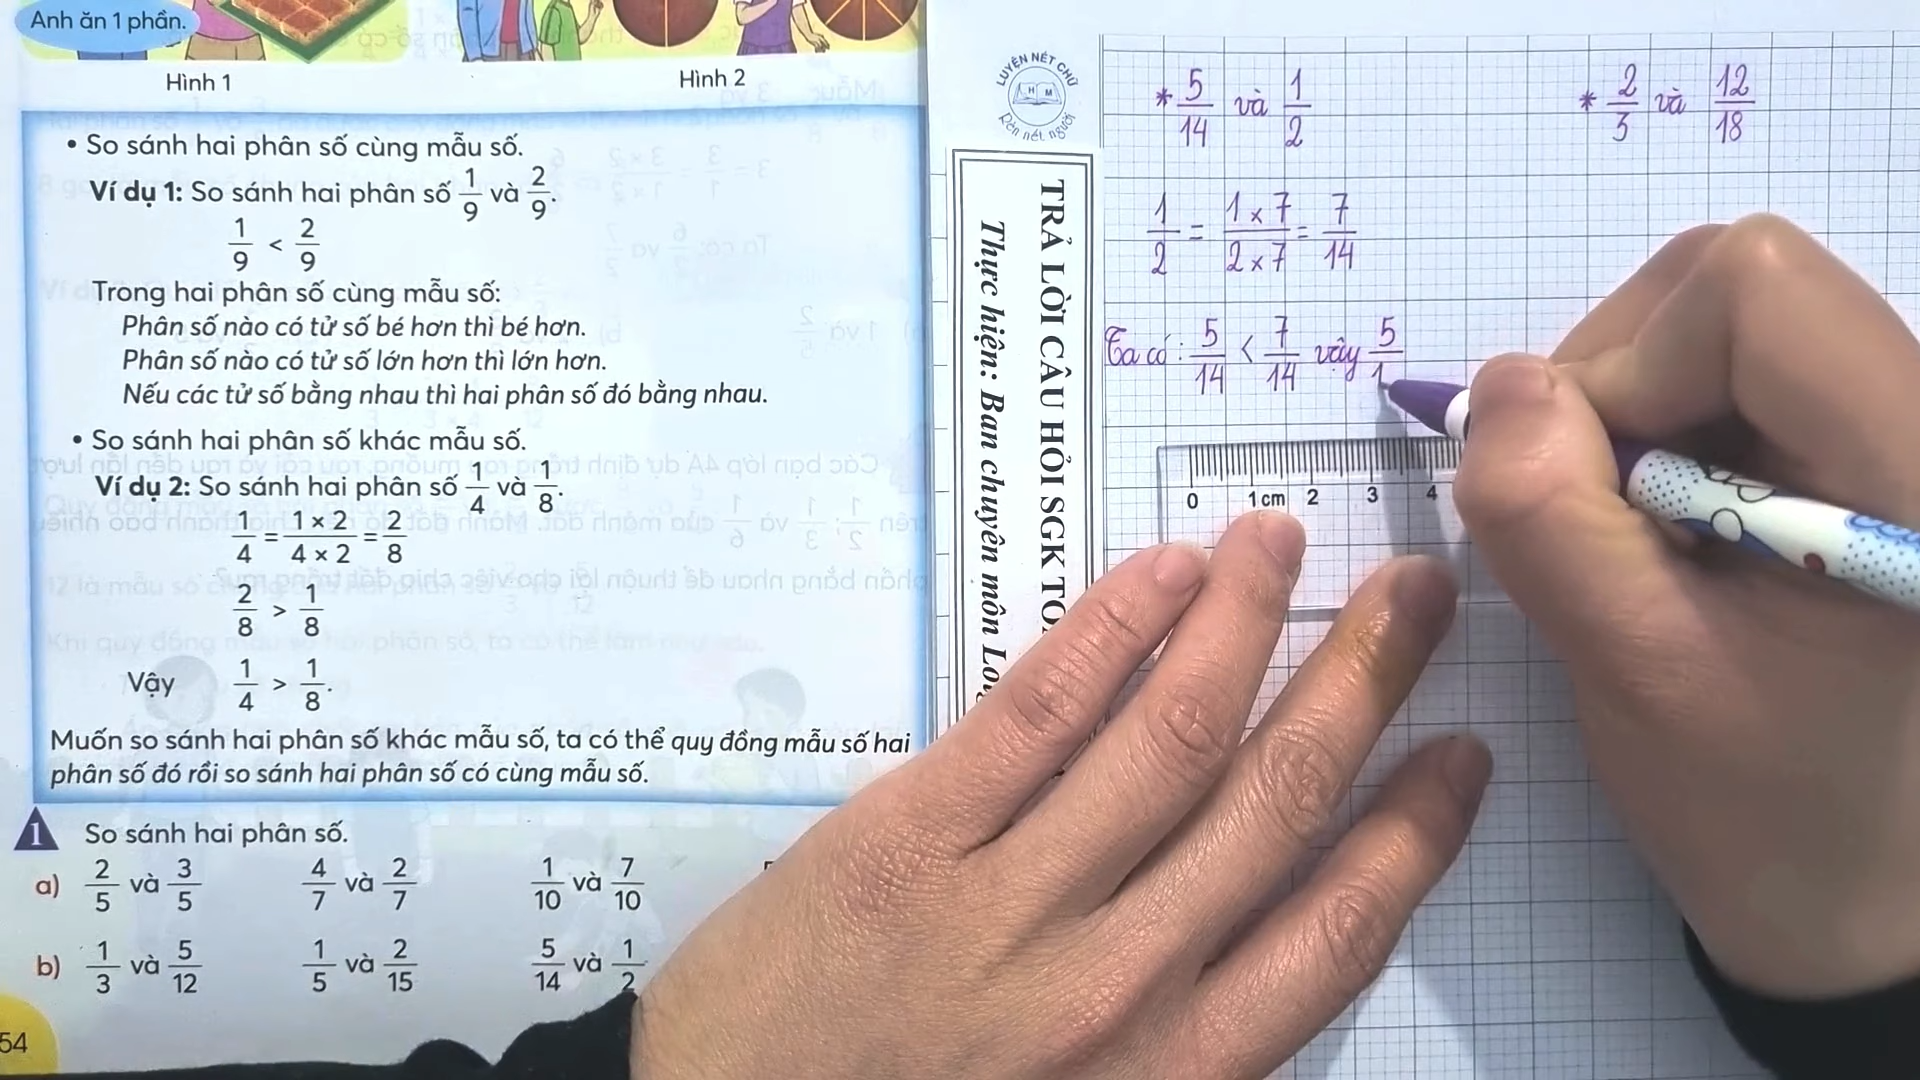 Anh ăn 1 phần.
Hình 1
Hình 2
• So sánh hai phân số cùng mẫu số.
Ví dụ 1: So sánh hai phân số 1/9 và 2/9.
1/9 < 2/9
Trong hai phân số cùng mẫu số:
Phân số nào có tử số bé hơn thì bé hơn.
Phân số nào có tử số lớn hơn thì lớn hơn.
Nếu các tử số bằng nhau thì hai phân số đó bằng nhau.
• So sánh hai phân số khác mẫu số.
Ví dụ 2: So sánh hai phân số 1/4 và 1/8.
1/4 = 1 × 2/4 × 2 = 2/8
2/8 > 1/8
Vậy 1/4 > 1/8.
Muốn so sánh hai phân số khác mẫu số, ta có thể quy đồng mẫu số hai
phân số đó rồi so sánh hai phân số có cùng mẫu số.
1 So sánh hai phân số.
a) 2/5 và 3/5 4/7 và 2/7 1/10 và 7/10
b) 1/3 và 5/12 1/5 và 2/15 5/14 và 1/2
54
LUYỆN NÉT CHỮ
H M
Rèn nét người
TRẢ LỜI CÂU HỎI SGK
Thực hiện: Ban chuyên môn
* 5/14 và 1/2
1/2 = 1 × 7/2 × 7 = 7/14
Ta có: 5/14 < 7/14 vậy 5/1
* 2/3 và 12/18
0 1 cm 2 3 4